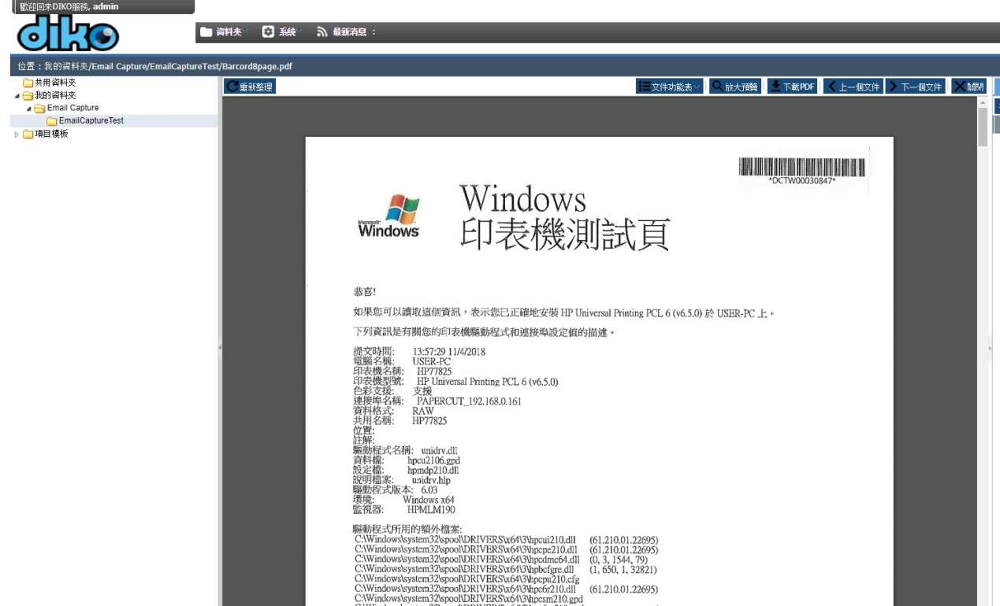 歡迎回來DIKO服務, admin
diko
資料夾
系統
最新消息 :
位置：我的資料夾/Email Capture/EmailCaptureTest/Barcord8page.pdf
共用資料夾
我的資料夾
Email Capture
EmailCaptureTest
項目模板
重新整理
文件功能表
放大預覽
下載PDF
上一個文件
下一個文件
關閉
*DCTW00030847*
Microsoft
Windows
Windows
印表機測試頁
恭喜!
如果您可以讀取這個資訊，表示您已正確地安裝 HP Universal Printing PCL 6 (v6.5.0) 於 USER-PC 上。
下列資訊是有關您的印表機驅動程式和連接埠設定值的描述。
提交時間: 13:57:29 11/4/2018
電腦名稱: USER-PC
印表機名稱: HP77825
印表機型號: HP Universal Printing PCL 6 (v6.5.0)
色彩支援: 支援
連接埠名稱: PAPERCUT_192.168.0.161
資料格式: RAW
共用名稱: HP77825
位置:
註解:
驅動程式名稱: unidrv.dll
資料檔: hpcu2106.gpd
設定檔: hpmdp210.dll
說明檔案: unidrv.hlp
驅動程式版本: 6.03
環境: Windows x64
監視器: HPMLM190
驅動程式所用的額外檔案:
C:\Windows\system32\spool\DRIVERS\x64\3\hpcui210.dll (61.210.01.22695)
C:\Windows\system32\spool\DRIVERS\x64\3\hpcpe210.dll (61.210.01.22695)
C:\Windows\system32\spool\DRIVERS\x64\3\hpcdmc64.dll (0, 3, 1544, 79)
C:\Windows\system32\spool\DRIVERS\x64\3\hpbcfgre.dll (1, 650, 1, 32821)
C:\Windows\system32\spool\DRIVERS\x64\3\hpcpu210.cfg
C:\Windows\system32\spool\DRIVERS\x64\3\hpc6r210.dll (61.210.01.22695)
C:\Windows\system32\spool\DRIVERS\x64\3\hpcsm210.gpd